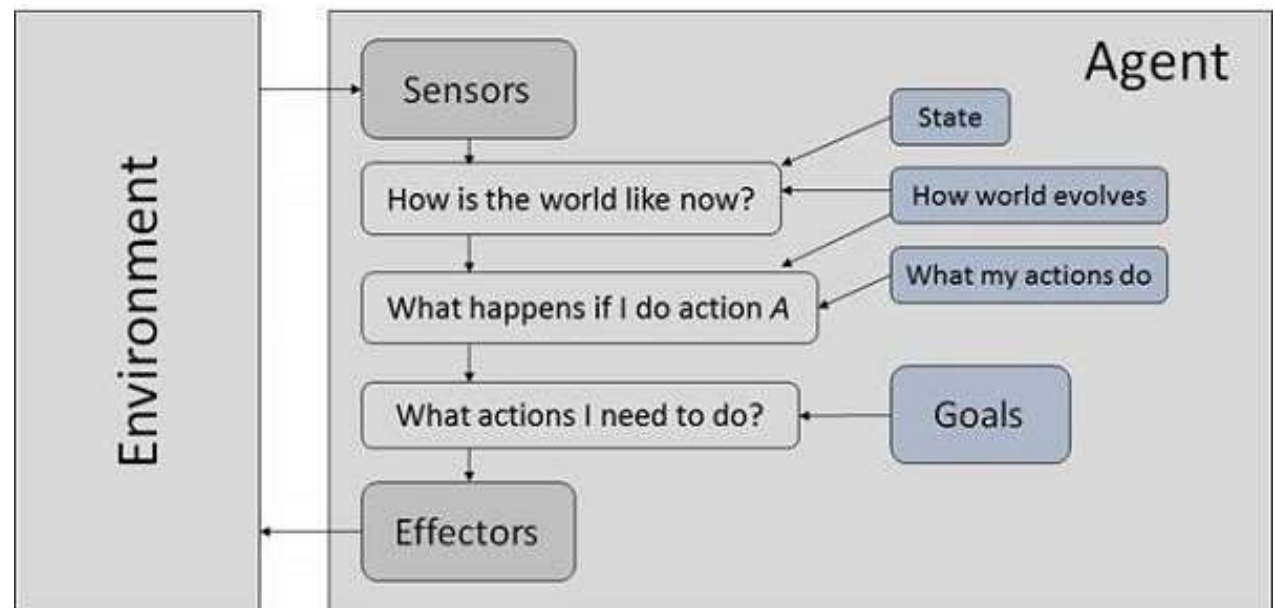 Agent
Environment
Sensors
State
How is the world like now?
How world evolves
What my actions do
What happens if I do action A
What actions I need to do?
Goals
Effectors